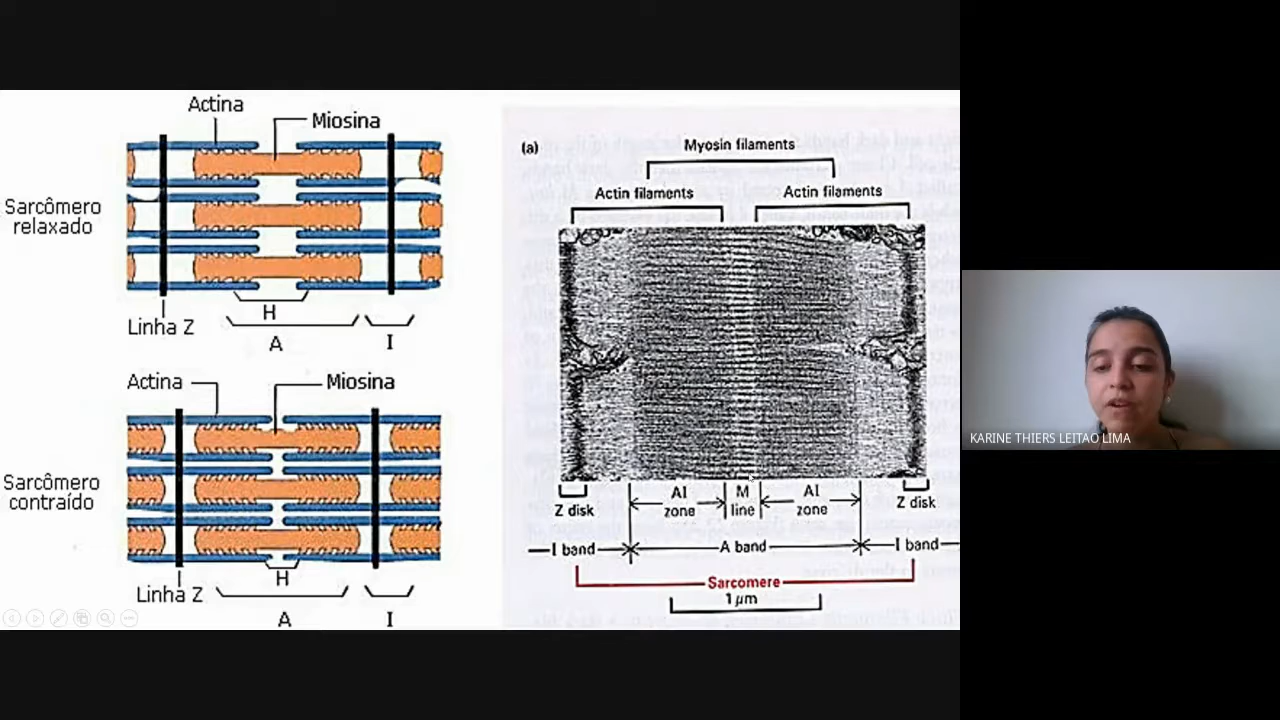 Actina
Miosina
Sarcômero
relaxado
H
Linha Z
A
I
Actina
Miosina
Sarcômero
contraído
H
Linha Z
A
I
(a)
Myosin filaments
Actin filaments
Actin filaments
AI
zone
M
line
AI
zone
Z disk
Z disk
I band
A band
I band
Sarcomere
1 µm
KARINE THIERS LEITAO LIMA